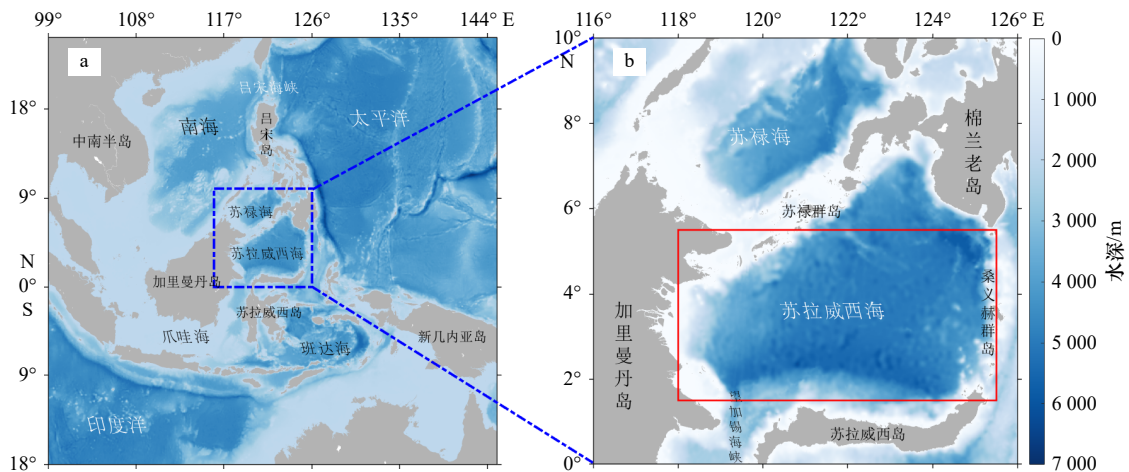 99° 108° 117° 126° 135° 144° E
116° 118° 120° 122° 124° 126° E
a
吕宋海峡
太平洋
18°
南海
吕宋岛
中南半岛
9°
苏禄海
苏拉威西海
N
0°
S
加里曼丹岛
苏拉威西岛
爪哇海
新几内亚岛
班达海
9°
印度洋
18°
10°
N
b
苏禄海
棉兰老岛
8°
6°
苏禄群岛
桑义赫群岛
4°
苏拉威西海
加里曼丹岛
2°
望加锡海峡
苏拉威西岛
0°
0
1 000
2 000
3 000
4 000
5 000
6 000
7 000
水深/m